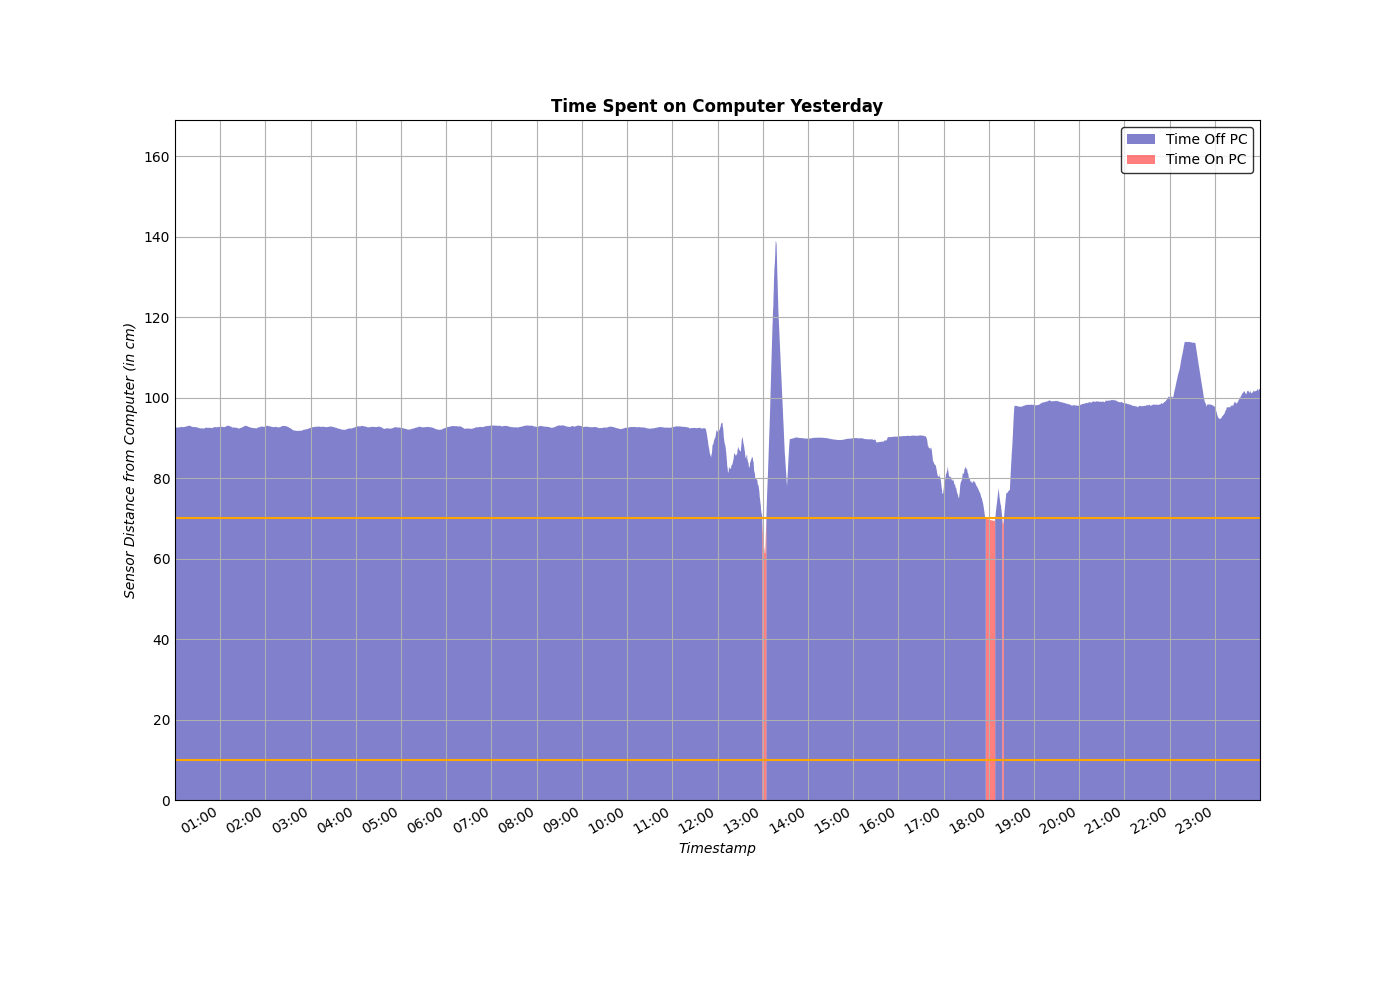 Time Spent on Computer Yesterday
Time Off PC
Time On PC
160
140
120
100
80
60
40
20
0
Sensor Distance from Computer (in cm)
01:00 02:00 03:00 04:00 05:00 06:00 07:00 08:00 09:00 10:00 11:00 12:00 13:00 14:00 15:00 16:00 17:00 18:00 19:00 20:00 21:00 22:00 23:00
Timestamp